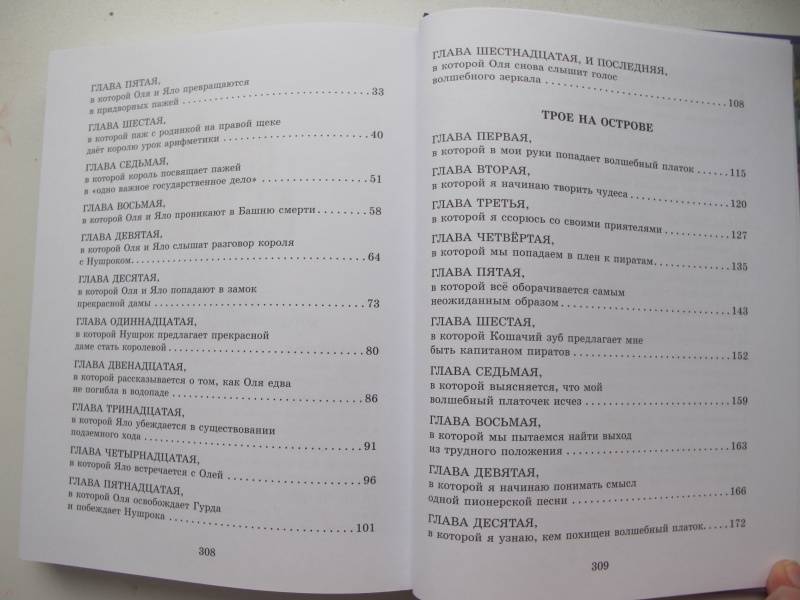 ГЛАВА ПЯТАЯ,
в которой Оля и Яло превращаются
в придворных пажей . . . . . . . . . . . . . . . . . . . . . . . . . . 33
ГЛАВА ШЕСТАЯ,
в которой паж с родинкой на правой щеке
даёт королю урок арифметики . . . . . . . . . . . . . . . . . . . . 40
ГЛАВА СЕДЬМАЯ,
в которой король посвящает пажей
в «одно важное государственное дело» . . . . . . . . . . . . . . . 51
ГЛАВА ВОСЬМАЯ,
в которой Оля и Яло проникают в Башню смерти . . . . . . . 58
ГЛАВА ДЕВЯТАЯ,
в которой Оля и Яло слышат разговор короля
с Нушроком. . . . . . . . . . . . . . . . . . . . . . . . . . . . . . . . 64
ГЛАВА ДЕСЯТАЯ,
в которой Оля и Яло попадают в замок
прекрасной дамы . . . . . . . . . . . . . . . . . . . . . . . . . . . . 73
ГЛАВА ОДИННАДЦАТАЯ,
в которой Нушрок предлагает прекрасной
даме стать королевой . . . . . . . . . . . . . . . . . . . . . . . . . 80
ГЛАВА ДВЕНАДЦАТАЯ,
в которой рассказывается о том, как Оля едва
не погибла в водопаде . . . . . . . . . . . . . . . . . . . . . . . . 86
ГЛАВА ТРИНАДЦАТАЯ,
в которой Яло убеждается в существовании
подземного хода . . . . . . . . . . . . . . . . . . . . . . . . . . . . 91
ГЛАВА ЧЕТЫРНАДЦАТАЯ,
в которой Яло встречается с Олей . . . . . . . . . . . . . . . . . 96
ГЛАВА ПЯТНАДЦАТАЯ,
в которой Оля освобождает Гурда
и побеждает Нушрока . . . . . . . . . . . . . . . . . . . . . . . . 101
308
ГЛАВА ШЕСТНАДЦАТАЯ, И ПОСЛЕДНЯЯ,
в которой Оля снова слышит голос
волшебного зеркала . . . . . . . . . . . . . . . . . . . . . . . . . 108
ТРОЕ НА ОСТРОВЕ
ГЛАВА ПЕРВАЯ,
в которой в мои руки попадает волшебный платок . . . . . 115
ГЛАВА ВТОРАЯ,
в которой я начинаю творить чудеса . . . . . . . . . . . . . . 120
ГЛАВА ТРЕТЬЯ,
в которой я ссорюсь со своими приятелями . . . . . . . . . 127
ГЛАВА ЧЕТВЁРТАЯ,
в которой мы попадаем в плен к пиратам. . . . . . . . . . . 135
ГЛАВА ПЯТАЯ,
в которой всё оборачивается самым
неожиданным образом . . . . . . . . . . . . . . . . . . . . . . . 143
ГЛАВА ШЕСТАЯ,
в которой Кошачий зуб предлагает мне
быть капитаном пиратов . . . . . . . . . . . . . . . . . . . . . 152
ГЛАВА СЕДЬМАЯ,
в которой выясняется, что мой
волшебный платочек исчез . . . . . . . . . . . . . . . . . . . . 159
ГЛАВА ВОСЬМАЯ,
в которой мы пытаемся найти выход
из трудного положения . . . . . . . . . . . . . . . . . . . . . . 163
ГЛАВА ДЕВЯТАЯ,
в которой я начинаю понимать смысл
одной пионерской песни . . . . . . . . . . . . . . . . . . . . . 166
ГЛАВА ДЕСЯТАЯ,
в которой я узнаю, кем похищен волшебный платок. . . . . 172
309